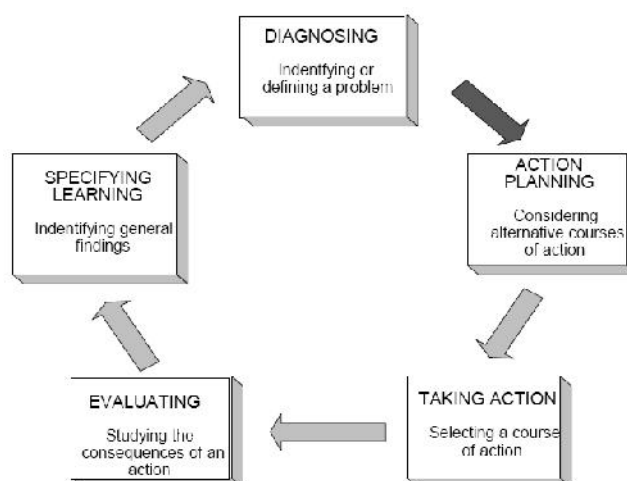 DIAGNOSING
Indentfying or
defining a problem
ACTION
PLANNING
Considering
alternative courses
of action
TAKING ACTION
Selecting a course
of action
EVALUATING
Studying the
consequences of an
action
SPECIFYING
LEARNING
Indentifying general
findings